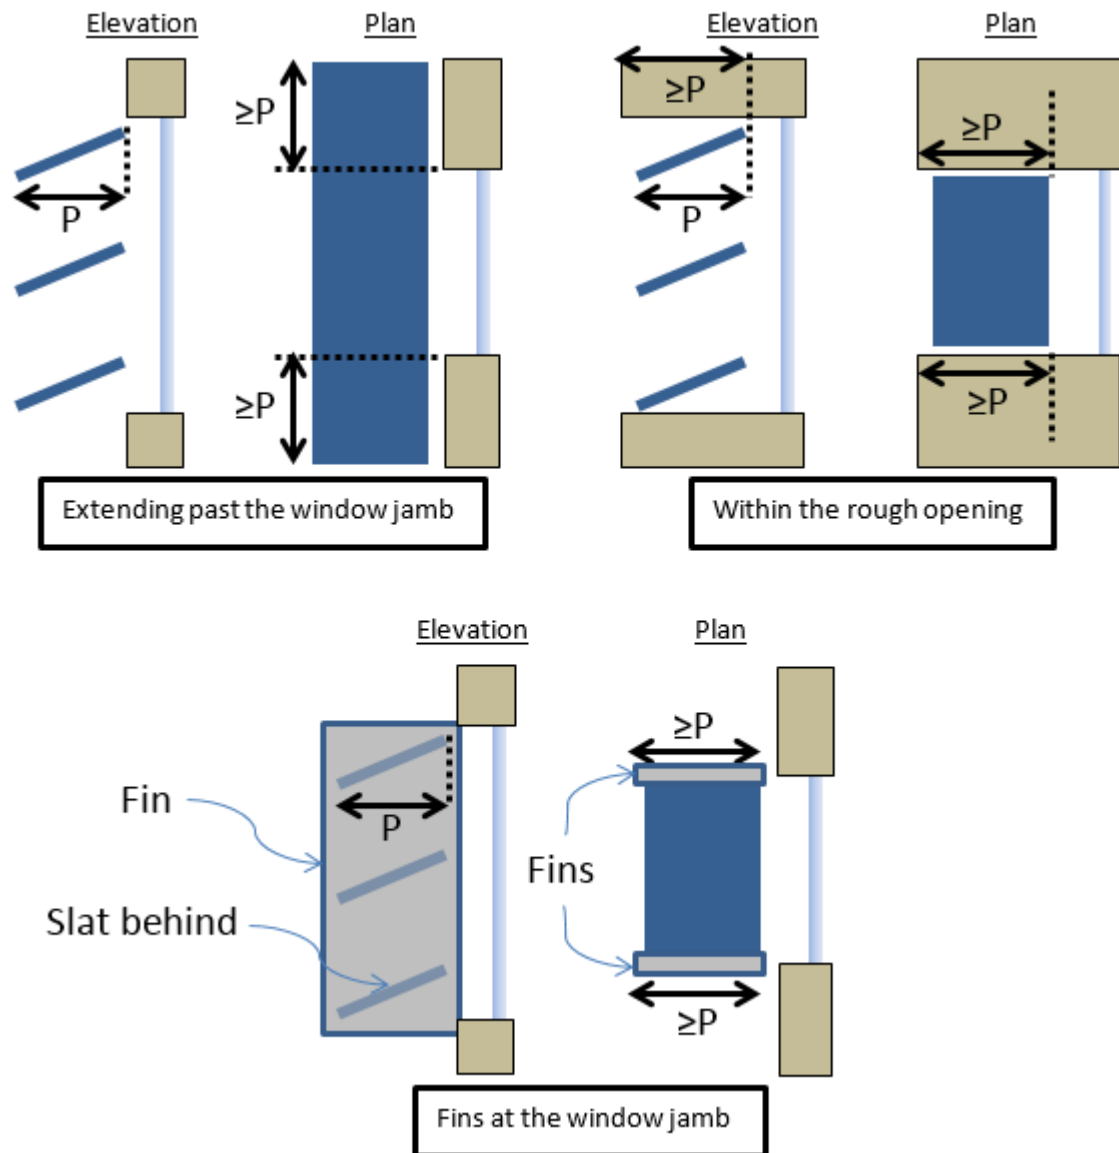 Elevation
Plan
≥P
P
≥P
Extending past the window jamb
Elevation
Plan
≥P
P
≥P
≥P
Within the rough opening
Elevation
Plan
Fin
P
Slat behind
≥P
Fins
≥P
Fins at the window jamb